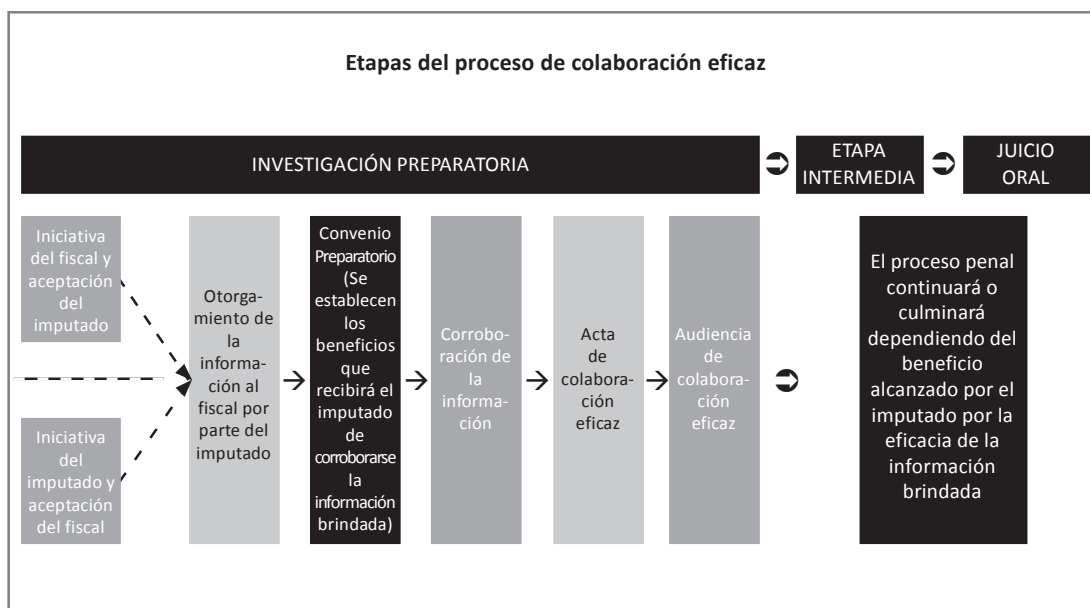 Etapas del proceso de colaboración eficaz
INVESTIGACIÓN PREPARATORIA
ETAPA
INTERMEDIA
JUICIO
ORAL
Iniciativa
del fiscal y
aceptación
del
imputado
Iniciativa
del
imputado y
aceptación
del fiscal
Otorga-
miento de
la
informa-
ción al
fiscal por
parte del
imputado
Convenio
Preparatorio
(Se
establecen
los
beneficios
que
recibirá el
imputado
de
corroborarse
la
información
brindada)
Corrobo-
ración de
la
información
Acta
de
colabora-
ción
eficaz
Audiencia
de
colabora-
ción
eficaz
El proceso penal
continuará o
culminará
dependiendo del
beneficio
alcanzado por el
imputado por la
eficacia de la
información
brindada